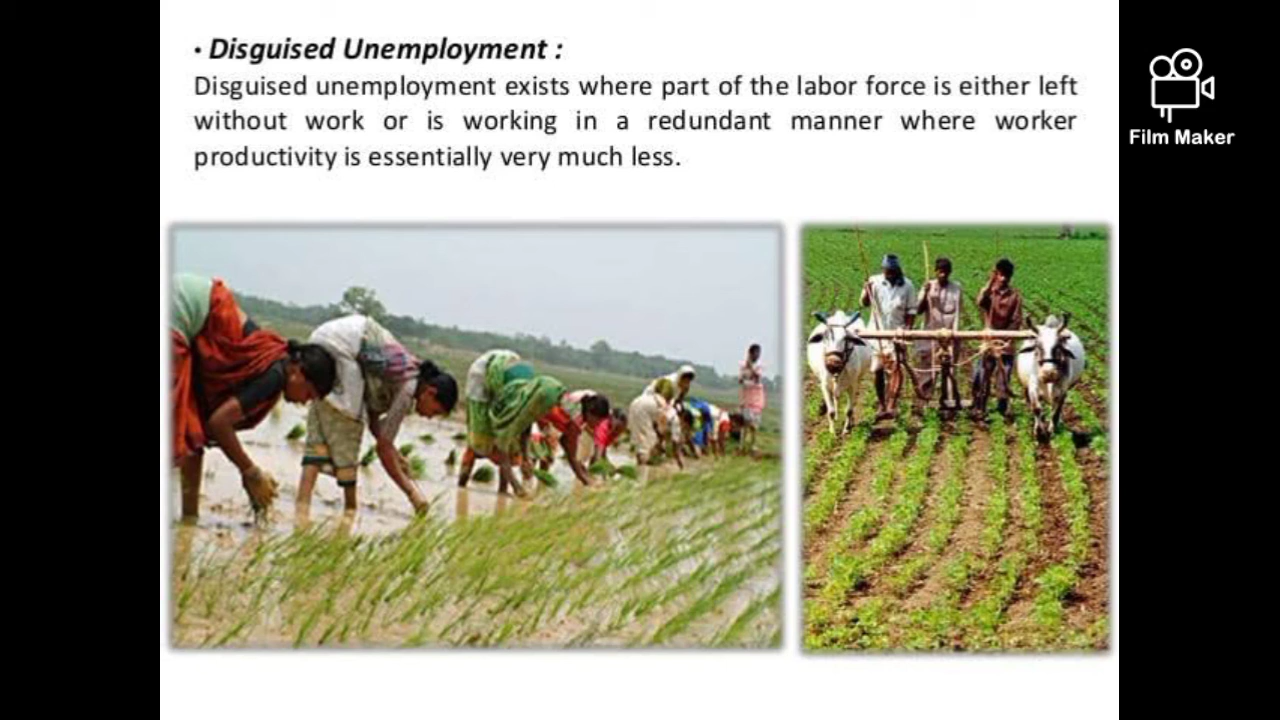 • Disguised Unemployment :
Disguised unemployment exists where part of the labor force is either left
without work or is working in a redundant manner where worker
productivity is essentially very much less.
Film Maker